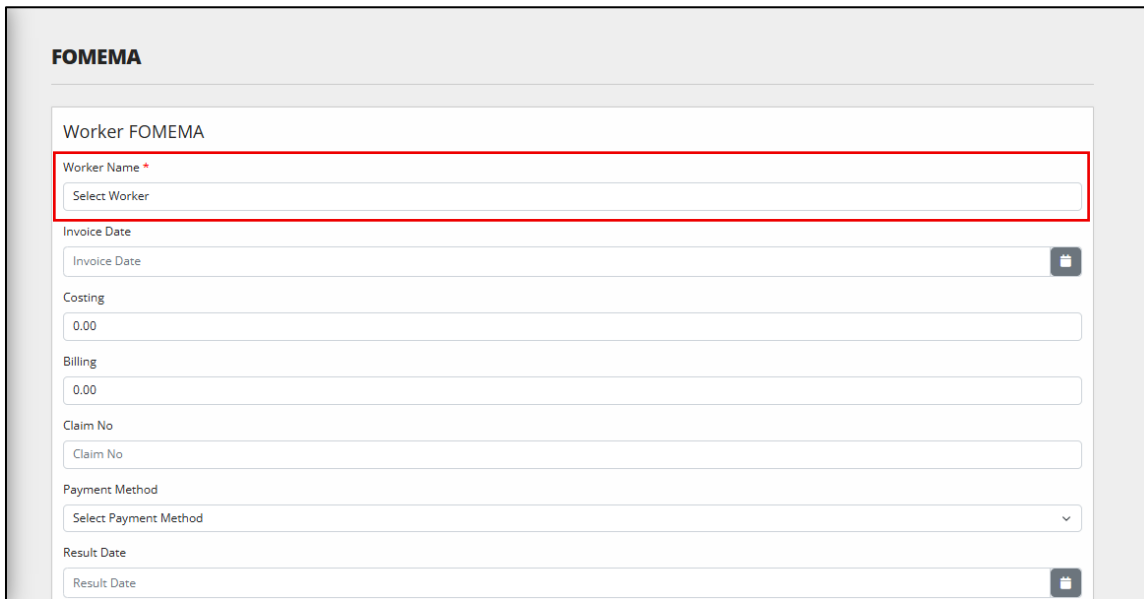 FOMEMA
Worker FOMEMA
Worker Name *
Select Worker
Invoice Date
Invoice Date
Costing
0.00
Billing
0.00
Claim No
Claim No
Payment Method
Select Payment Method
Result Date
Result Date